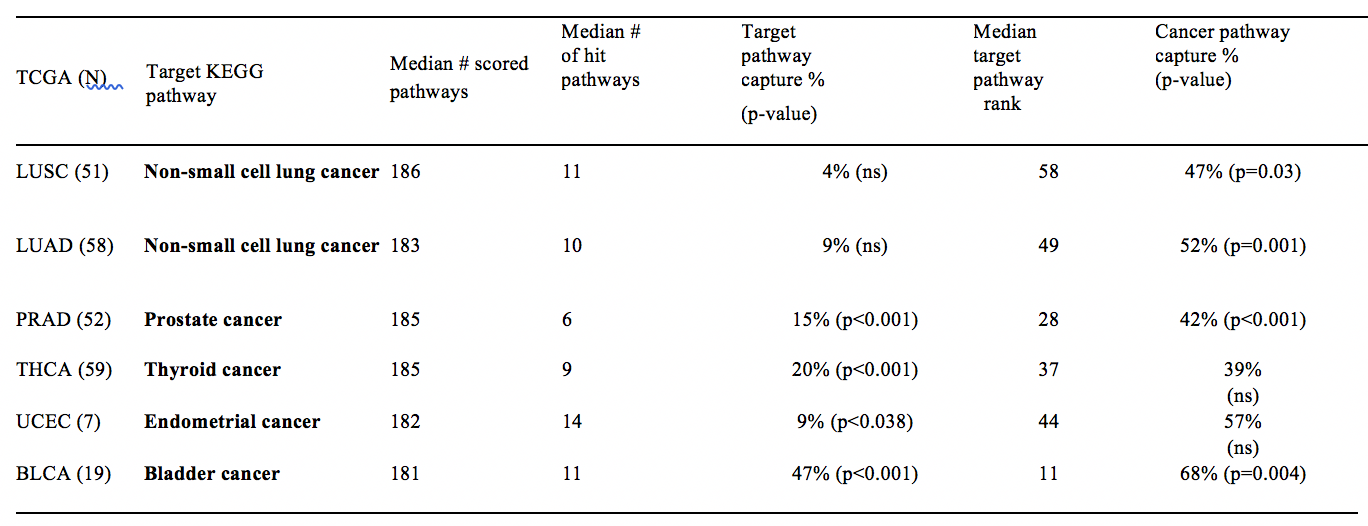 TCGA (N)
Target KEGG
pathway
Median # scored
pathways
Median #
of hit
pathways
Target
pathway
capture %
(p-value)
Median
target
pathway
rank
Cancer pathway
capture %
(p-value)
LUSC (51) Non-small cell lung cancer 186 11 4% (ns) 58 47% (p=0.03)
LUAD (58) Non-small cell lung cancer 183 10 9% (ns) 49 52% (p=0.001)
PRAD (52) Prostate cancer 185 6 15% (p<0.001) 28 42% (p<0.001)
THCA (59) Thyroid cancer 185 9 20% (p<0.001) 37 39%
(ns)
UCEC (7) Endometrial cancer 182 14 9% (p<0.038) 44 57%
(ns)
BLCA (19) Bladder cancer 181 11 47% (p<0.001) 11 68% (p=0.004)